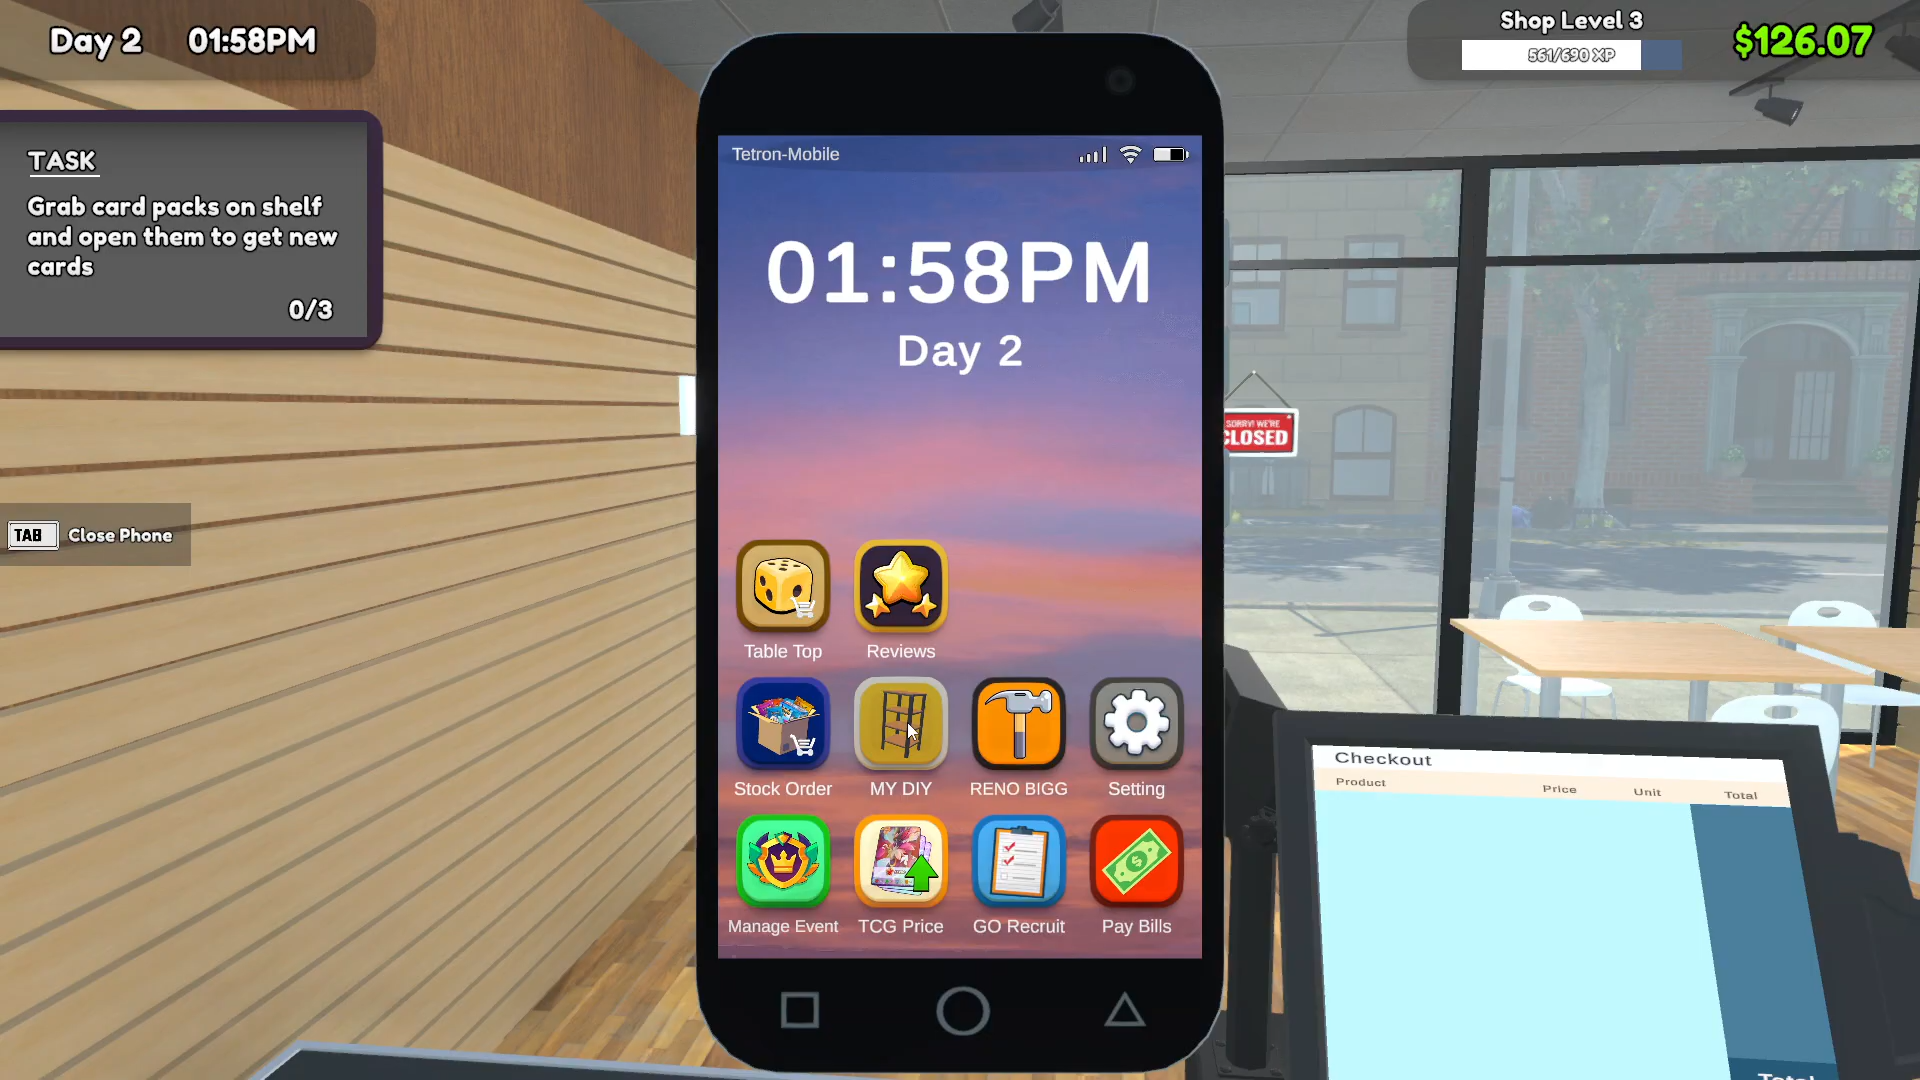 Day 2 01:58PM
Shop Level 3
561/690 XP
$126.07
TASK
Grab card packs on shelf
and open them to get new
cards
0/3
TAB Close Phone
Tetron-Mobile
01:58PM
Day 2
Table Top Reviews
Stock Order MY DIY RENO BIGG Setting
Manage Event TCG Price GO Recruit Pay Bills
SORRY! WE'RE
CLOSED
Checkout
Product Price Unit Total
Total